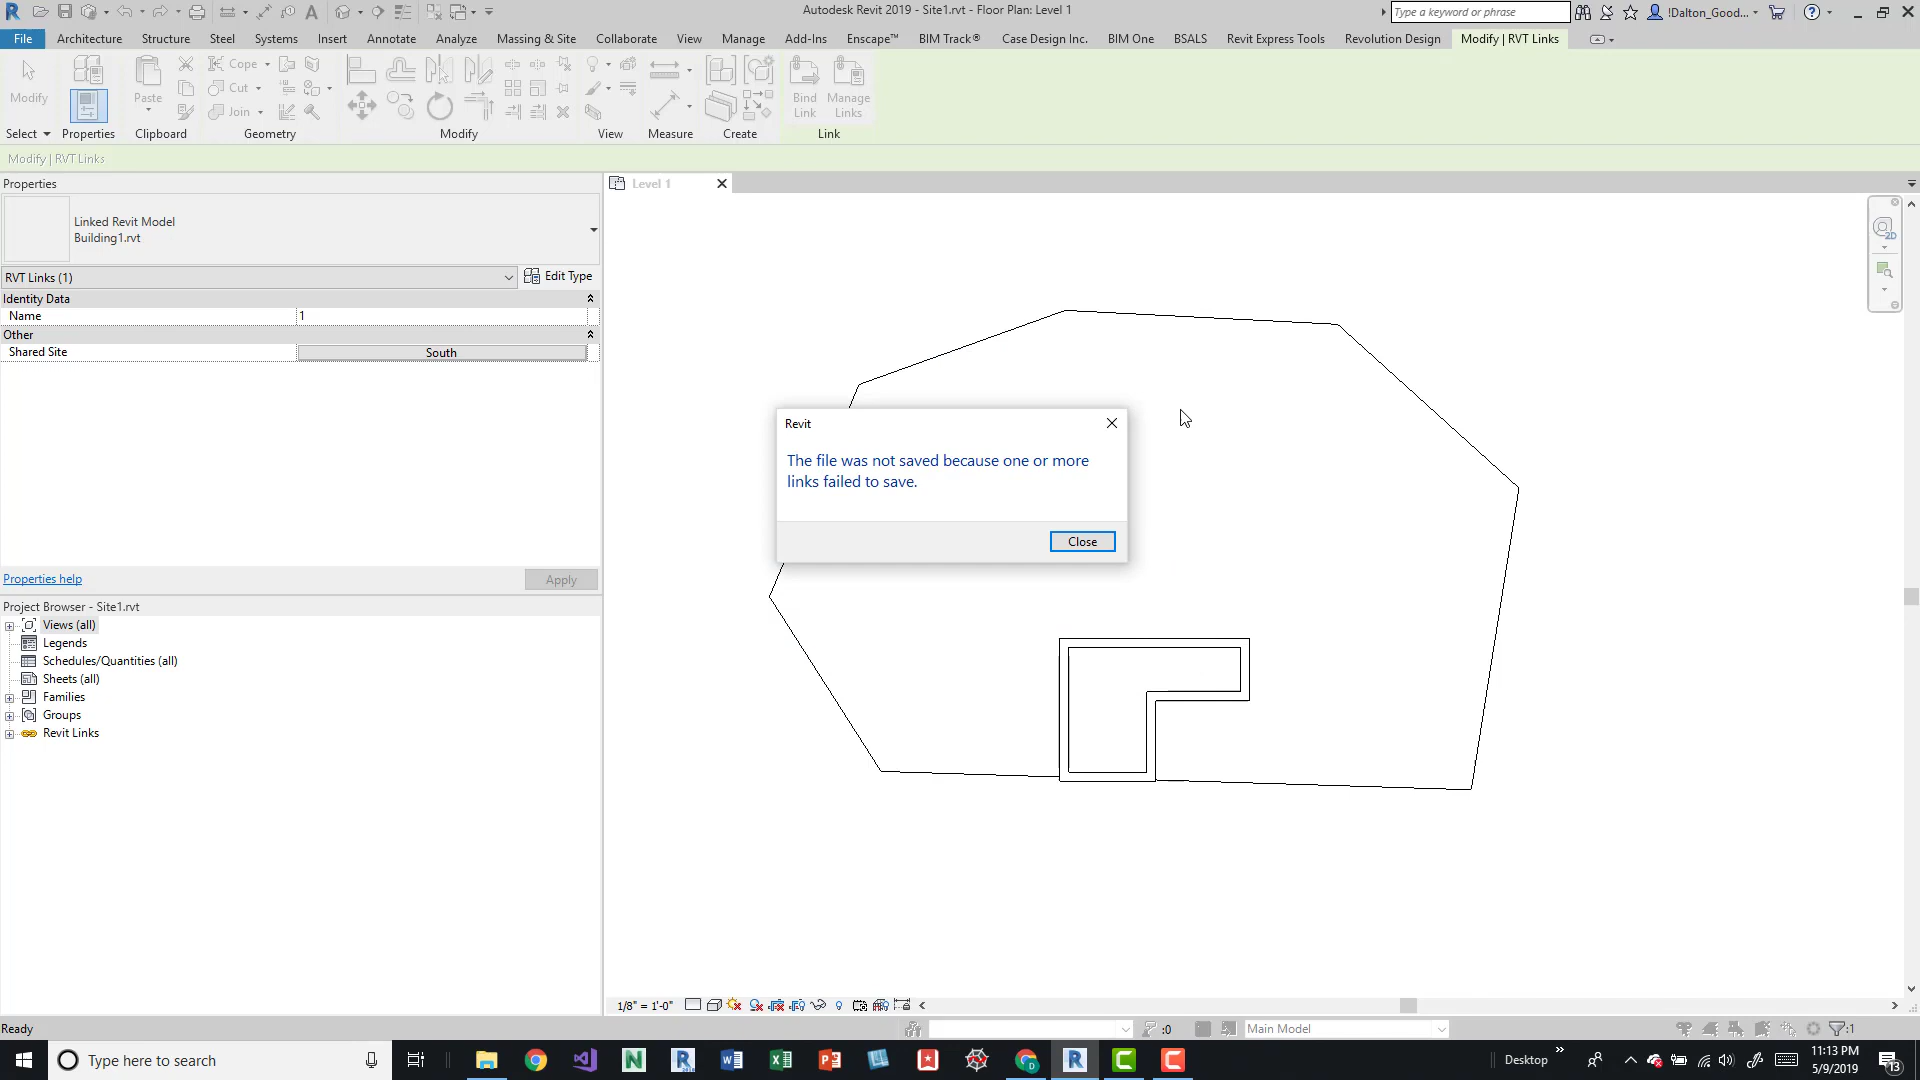 Autodesk Revit 2019 - Site1.rvt - Floor Plan: Level 1
Type a keyword or phrase
!Dalton_Good...
File
Architecture
Structure
Steel
Systems
Insert
Annotate
Analyze
Massing & Site
Collaborate
View
Manage
Add-Ins
Enscape™
BIM Track®
Case Design Inc.
BIM One
BSALS
Revit Express Tools
Revolution Design
Modify | RVT Links
Modify
Paste
Cope
Cut
Join
Bind
Link
Manage
Links
Select
Properties
Clipboard
Geometry
Modify
View
Measure
Create
Link
Modify | RVT Links
Properties
Linked Revit Model
Building1.rvt
RVT Links (1)
Edit Type
Identity Data
Name
1
Other
Shared Site
South
Properties help
Apply
Project Browser - Site1.rvt
Views (all)
Legends
Schedules/Quantities (all)
Sheets (all)
Families
Groups
Revit Links
Level 1
2D
Revit
The file was not saved because one or more
links failed to save.
Close
1/8" = 1'-0"
Ready
:0
Main Model
:1
Type here to search
Desktop
11:13 PM
5/9/2019
13